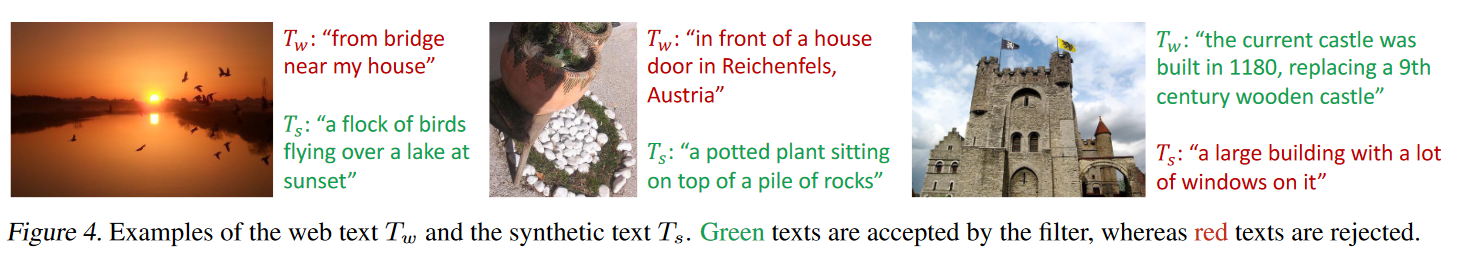 T_w: “from bridge
near my house”
T_s: “a flock of birds
flying over a lake at
sunset”
T_w: “in front of a house
door in Reichenfels,
Austria”
T_s: “a potted plant sitting
on top of a pile of rocks”
T_w: “the current castle was
built in 1180, replacing a 9th
century wooden castle”
T_s: “a large building with a lot
of windows on it”
Figure 4. Examples of the web text T_w and the synthetic text T_s. Green texts are accepted by the filter, whereas red texts are rejected.